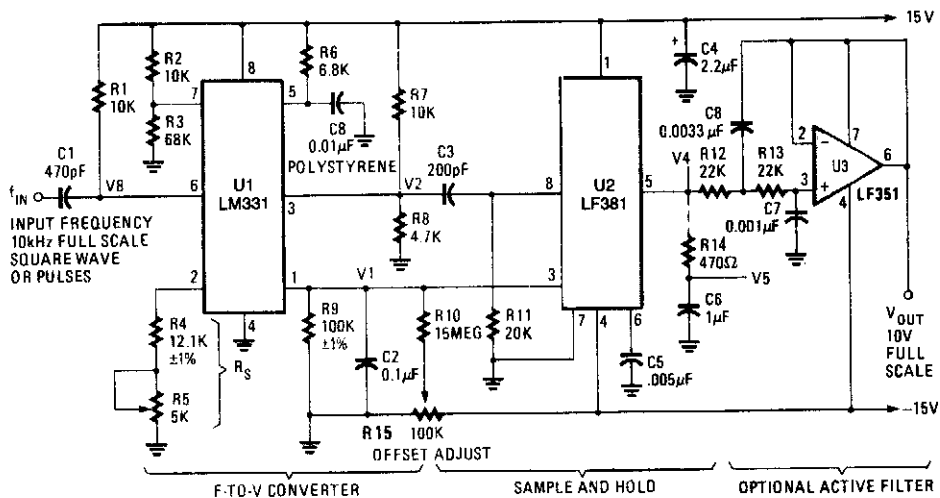 15V
R2
10K
R1
10K
R3
68K
7
8
5
R6
6.8K
C8
0.01µF
POLYSTYRENE
R7
10K
1
+
C4
2.2µF
C8
0.0033µF
2
−
7
U3
6
3
+
4
LF351
C1
470pF
fIN
V8
6
U1
LM331
3
V2
C3
200pF
8
U2
LF381
5
V4
R12
22K
R13
22K
C7
0.001µF
INPUT FREQUENCY
10kHz FULL SCALE
SQUARE WAVE
OR PULSES
R8
4.7K
R14
470Ω
V5
C6
1µF
2
1
4
V1
3
R4
12.1K
±1%
RS
R5
5K
R9
100K
±1%
C2
0.1µF
R10
15MEG
R11
20K
7
4
6
C5
.005µF
VOUT
10V
FULL
SCALE
R15
100K
OFFSET ADJUST
−15V
F-TO-V CONVERTER
SAMPLE AND HOLD
OPTIONAL ACTIVE FILTER